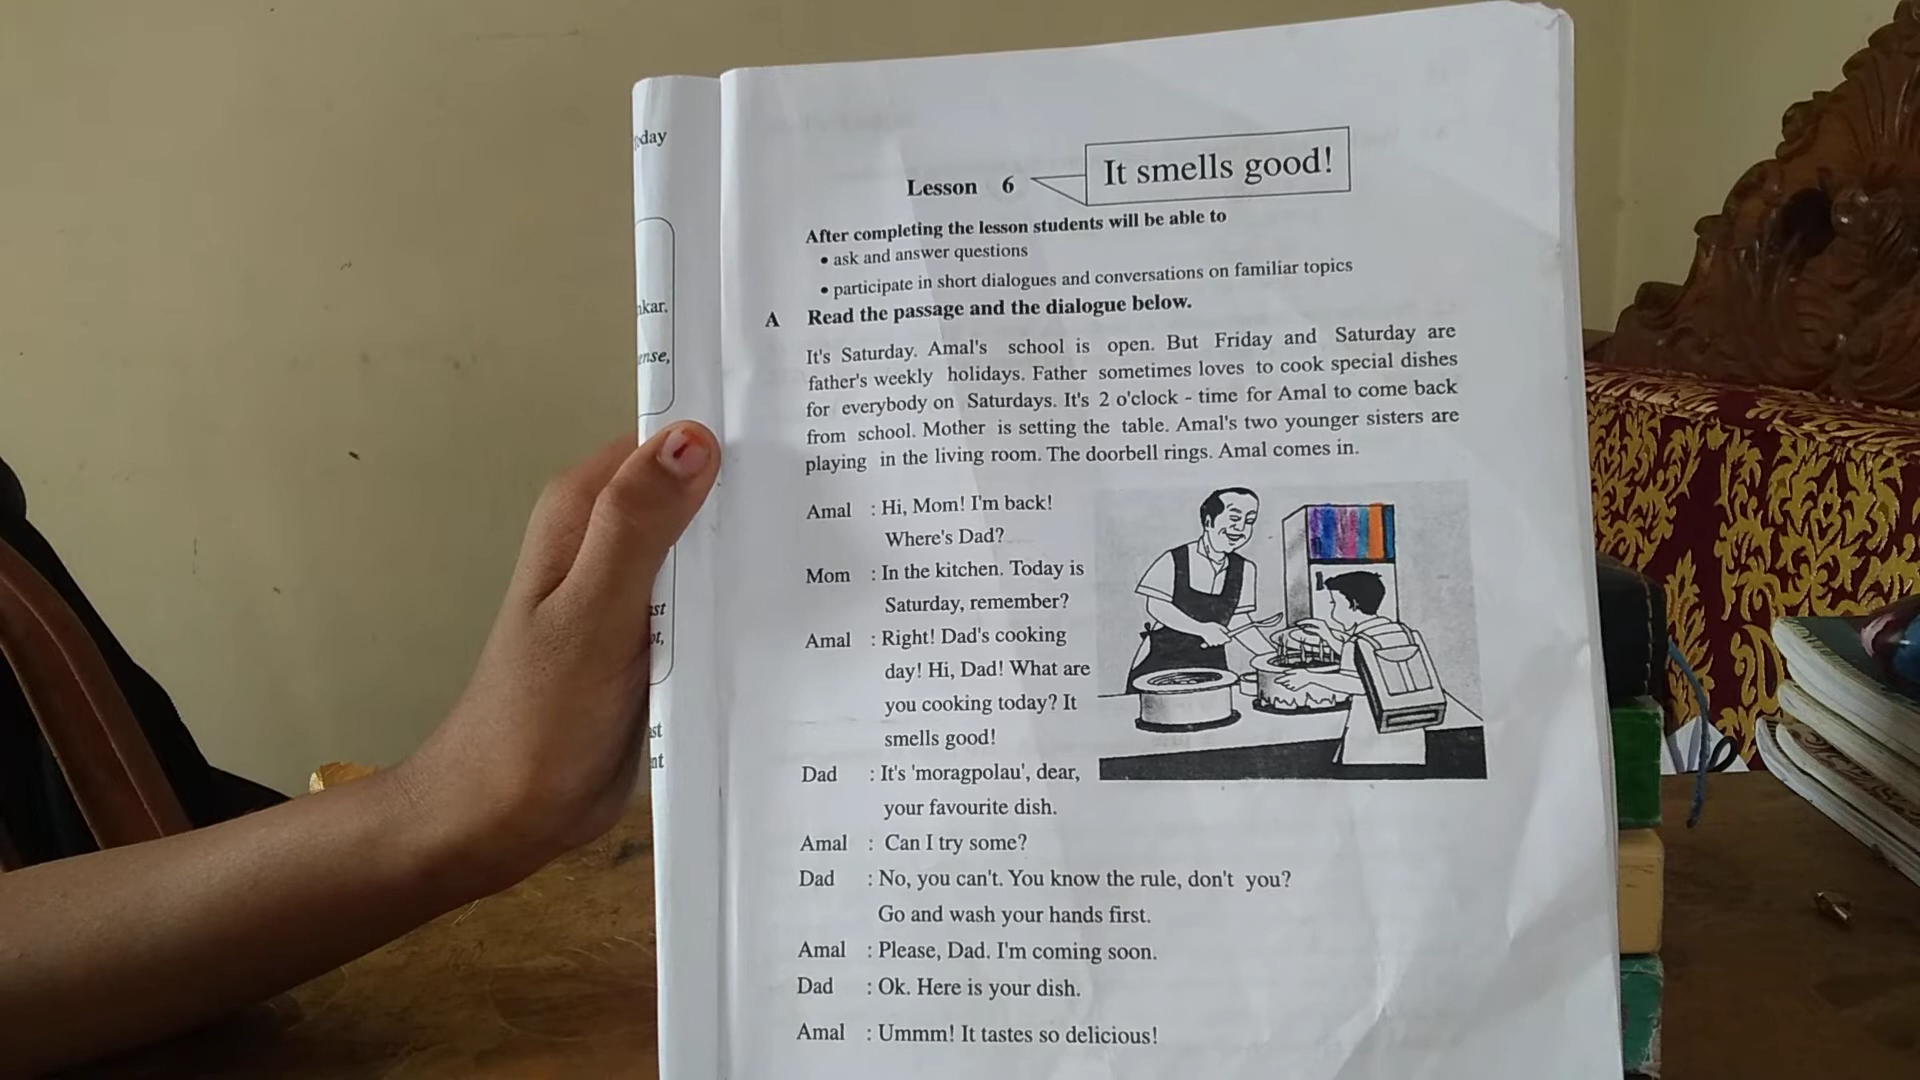 day
kar.
ense,
st
ot,
st
nt
Lesson 6
It smells good!
After completing the lesson students will be able to
• ask and answer questions
• participate in short dialogues and conversations on familiar topics
A Read the passage and the dialogue below.
It's Saturday. Amal's school is open. But Friday and Saturday are
father's weekly holidays. Father sometimes loves to cook special dishes
for everybody on Saturdays. It's 2 o'clock - time for Amal to come back
from school. Mother is setting the table. Amal's two younger sisters are
playing in the living room. The doorbell rings. Amal comes in.
Amal : Hi, Mom! I'm back!
Where's Dad?
Mom : In the kitchen. Today is
Saturday, remember?
Amal : Right! Dad's cooking
day! Hi, Dad! What are
you cooking today? It
smells good!
Dad : It's 'moragpolau', dear,
your favourite dish.
Amal : Can I try some?
Dad : No, you can't. You know the rule, don't you?
Go and wash your hands first.
Amal : Please, Dad. I'm coming soon.
Dad : Ok. Here is your dish.
Amal : Ummm! It tastes so delicious!